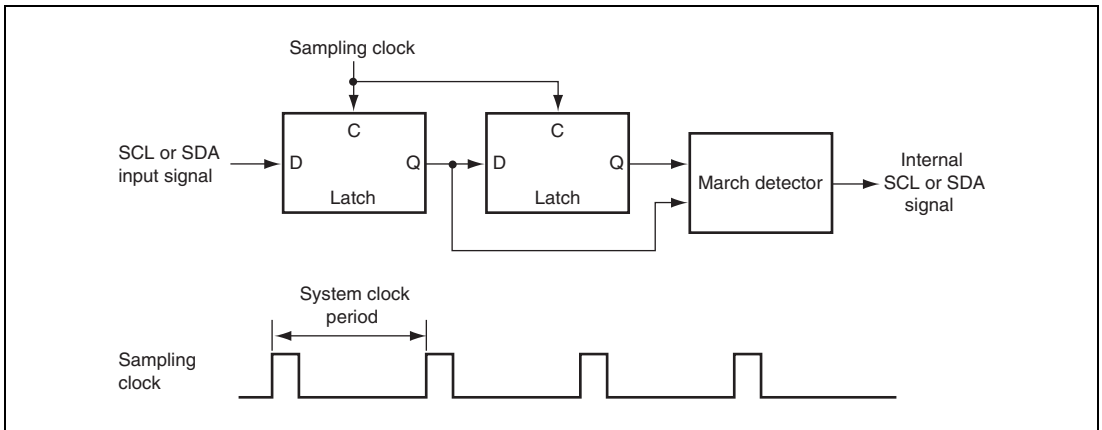 Sampling clock
SCL or SDA
input signal
C
D
Q
Latch
C
D
Q
Latch
March detector
Internal
SCL or SDA
signal
System clock
period
Sampling
clock